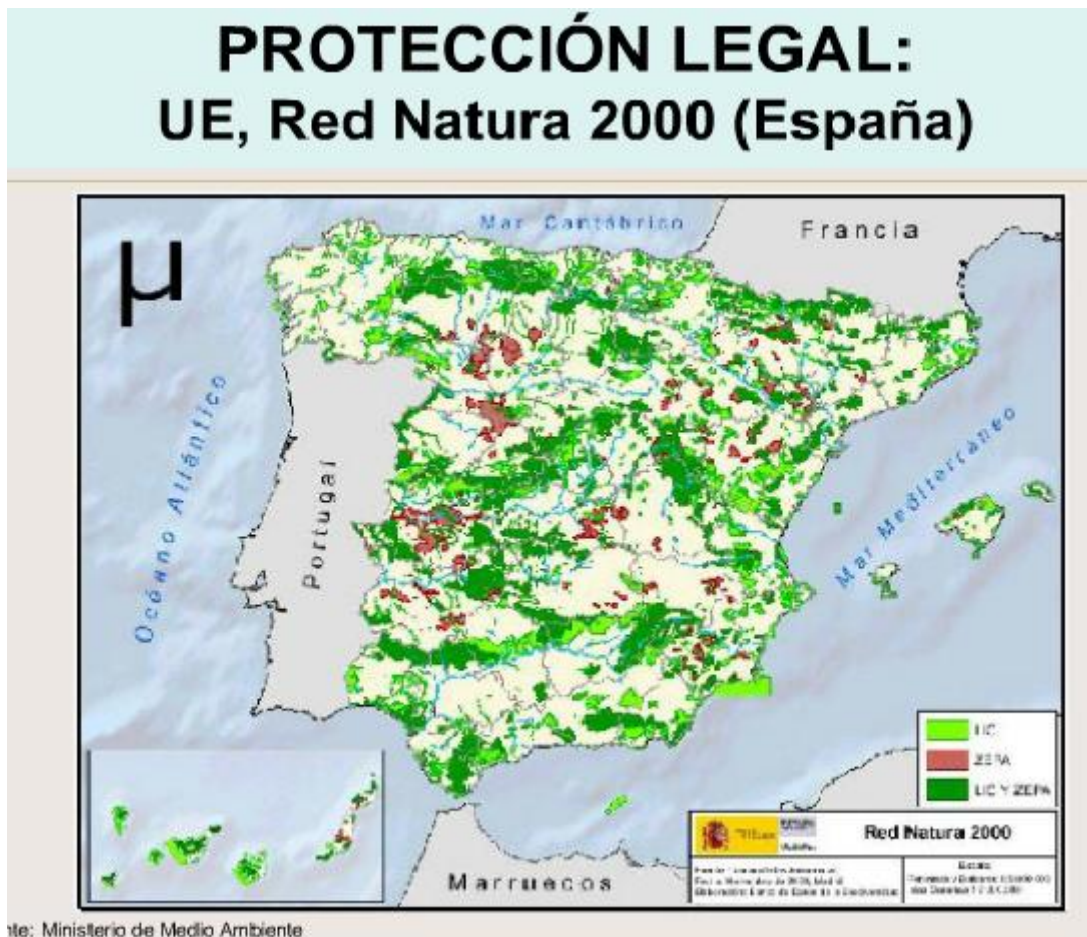 PROTECCIÓN LEGAL:
UE, Red Natura 2000 (España)
Mar Cantábrico
Francia
µ
Océano Atlántico
Portugal
Mar Mediterráneo
LIC
ZEPA
LIC Y ZEPA
Red Natura 2000
Marruecos
nte: Ministerio de Medio Ambiente